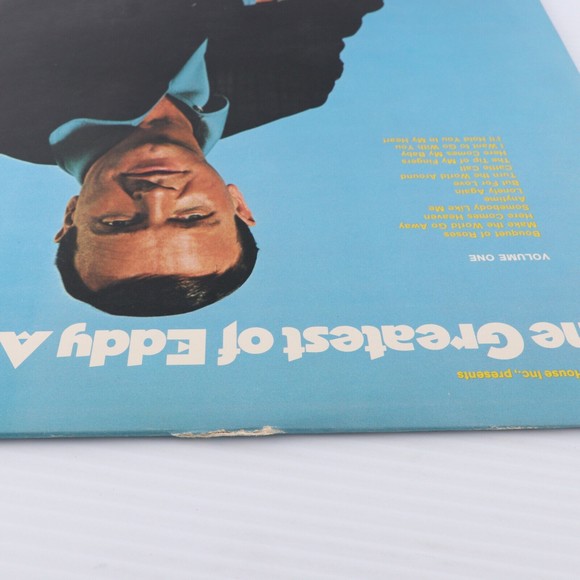 House Inc., presents
he Greatest of Eddy A
VOLUME ONE
Bouquet of Roses
Make the World Go Away
Here Comes Heaven
Somebody Like Me
Anytime
Lonely Again
But For Love
Turn the World Around
Cattle Call
The Tip of My Fingers
Here Comes My Baby
I Want to Go With You
I'll Hold You In My Heart